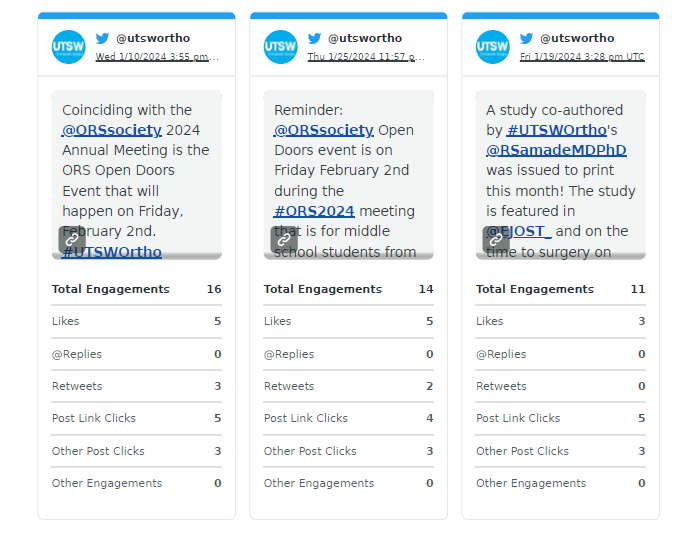 UTSW
@utswortho
Wed 1/10/2024 3:55 pm...
Coinciding with the
@ORSsociety 2024
Annual Meeting is the
ORS Open Doors
Event that will
happen on Friday,
February 2nd.
#UTSWOrtho
Total Engagements 16
Likes 5
@Replies 0
Retweets 3
Post Link Clicks 5
Other Post Clicks 3
Other Engagements 0
UTSW
@utswortho
Thu 1/25/2024 11:57 p...
Reminder:
@ORSsociety Open
Doors event is on
Friday February 2nd
during the
#ORS2024 meeting
that is for middle
school students from
Total Engagements 14
Likes 5
@Replies 0
Retweets 2
Post Link Clicks 4
Other Post Clicks 3
Other Engagements 0
UTSW
@utswortho
Fri 1/19/2024 3:28 pm UTC
A study co-authored
by #UTSWOrtho's
@RSamadeMDPhD
was issued to print
this month! The study
is featured in
@EJOST_ and on the
time to surgery on
Total Engagements 11
Likes 3
@Replies 0
Retweets 0
Post Link Clicks 5
Other Post Clicks 3
Other Engagements 0